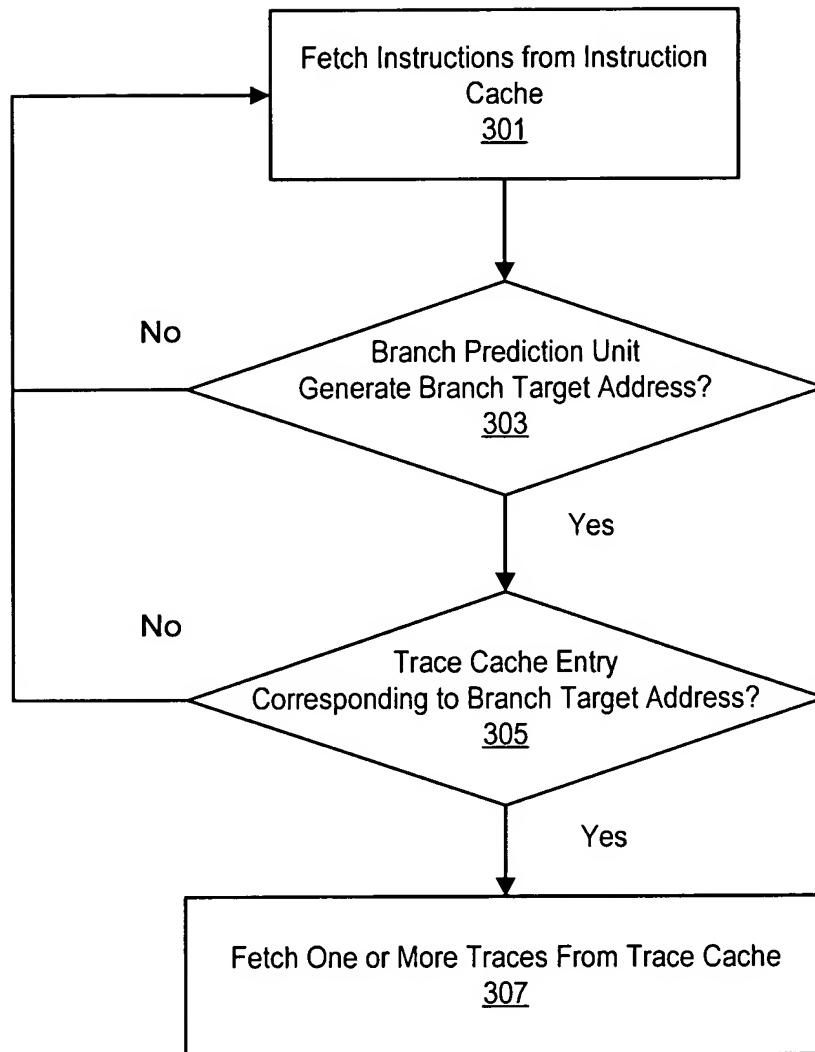 Fetch Instructions from Instruction
Cache
301
No
Branch Prediction Unit
Generate Branch Target Address?
303
Yes
No
Trace Cache Entry
Corresponding to Branch Target Address?
305
Yes
Fetch One or More Traces From Trace Cache
307